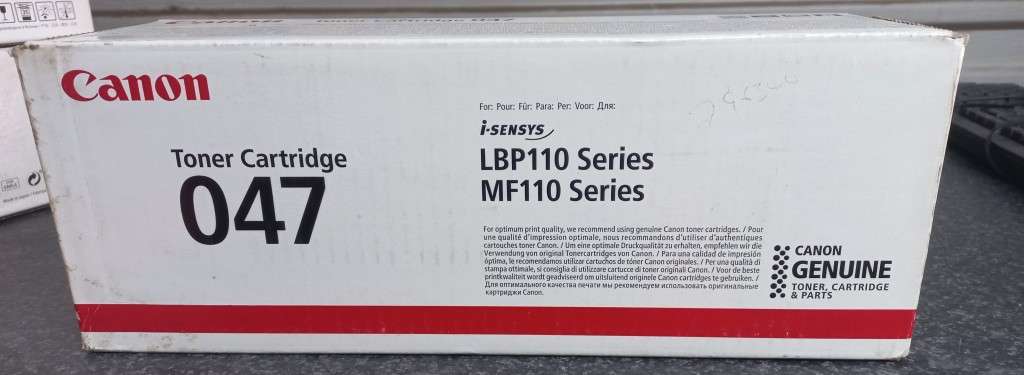 Canon
Toner Cartridge
047
For: Pour: Für: Para: Per: Voor: Для:
i-SENSYS
LBP110 Series
MF110 Series
For optimum print quality, we recommend using genuine Canon toner cartridges. / Pour
une qualité d'impression optimale, nous recommandons d'utiliser d'authentiques
cartouches toner Canon. / Um eine optimale Druckqualität zu erhalten, empfehlen wir die
Verwendung von original Tonercartridges von Canon. / Para una calidad de impresión
óptima, le recomendamos utilizar cartuchos de tóner Canon originales. / Per una qualità di
stampa ottimale, si consiglia di utilizzare cartucce di toner originali Canon. / Voor de beste
printkwaliteit wordt geadviseerd om uitsluitend originele Canon cartridges te gebruiken. /
Для оптимального качества печати мы рекомендуем использовать оригинальные
картриджи Canon.
CANON
GENUINE
TONER, CARTRIDGE
& PARTS